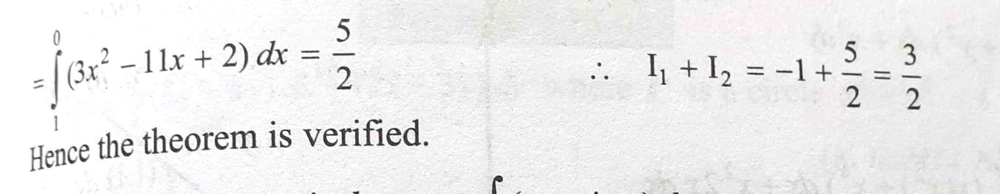 = ∫₁⁰ (3x² – 11x + 2) dx = 5/2
∴ I₁ + I₂ = –1 + 5/2 = 3/2
Hence the theorem is verified.